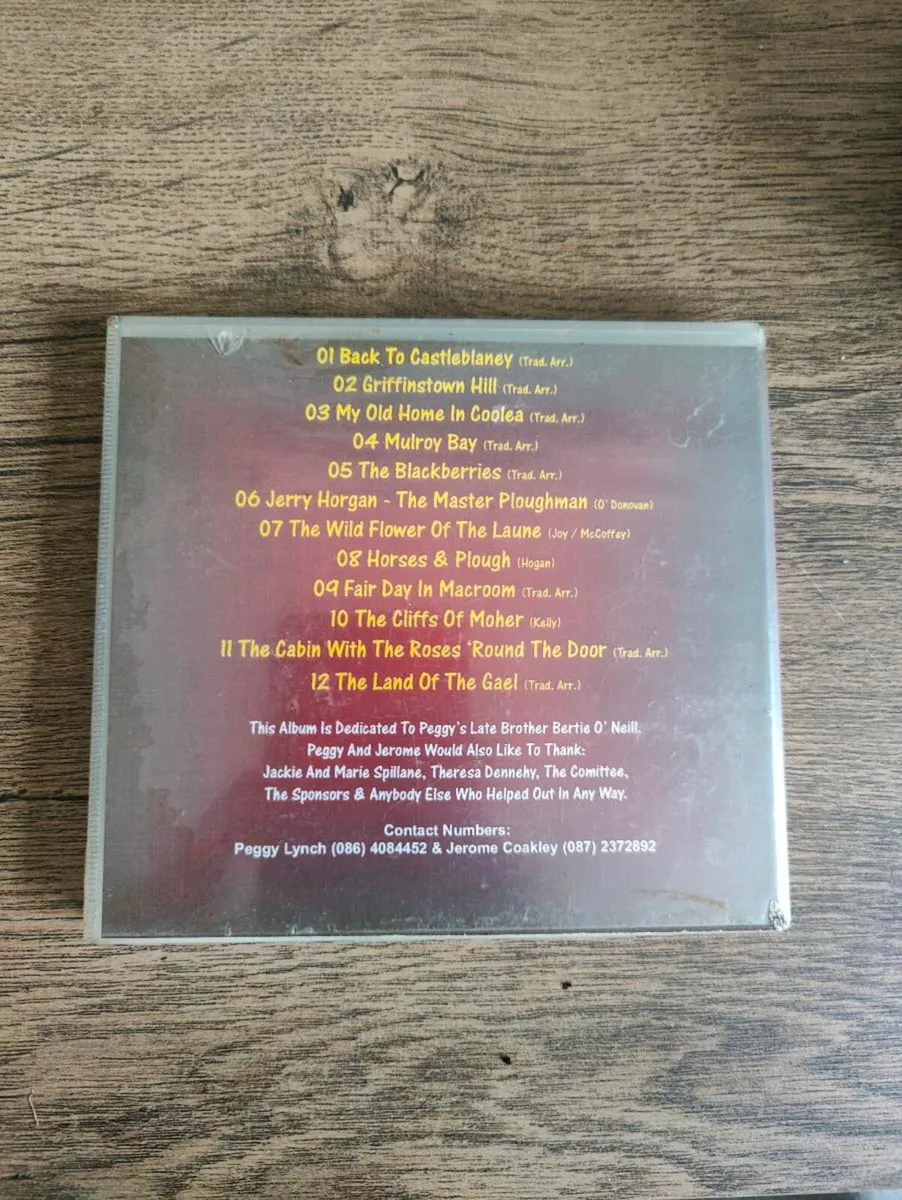 01 Back To Castleblaney (Trad. Arr.)
02 Griffinstown Hill (Trad. Arr.)
03 My Old Home In Coolea (Trad. Arr.)
04 Mulroy Bay (Trad. Arr.)
05 The Blackberries (Trad. Arr.)
06 Jerry Horgan - The Master Ploughman (O' Donovan)
07 The Wild Flower Of The Laune (Joy / McCoffey)
08 Horses & Plough (Hogan)
09 Fair Day In Macroom (Trad. Arr.)
10 The Cliffs Of Moher (Kelly)
11 The Cabin With The Roses 'Round The Door (Trad. Arr.)
12 The Land Of The Gael (Trad. Arr.)
This Album Is Dedicated To Peggy's Late Brother Bertie O' Neill.
Peggy And Jerome Would Also Like To Thank:
Jackie And Marie Spillane, Theresa Dennehy, The Comittee,
The Sponsors & Anybody Else Who Helped Out In Any Way.
Contact Numbers:
Peggy Lynch (086) 4084452 & Jerome Coakley (087) 2372892